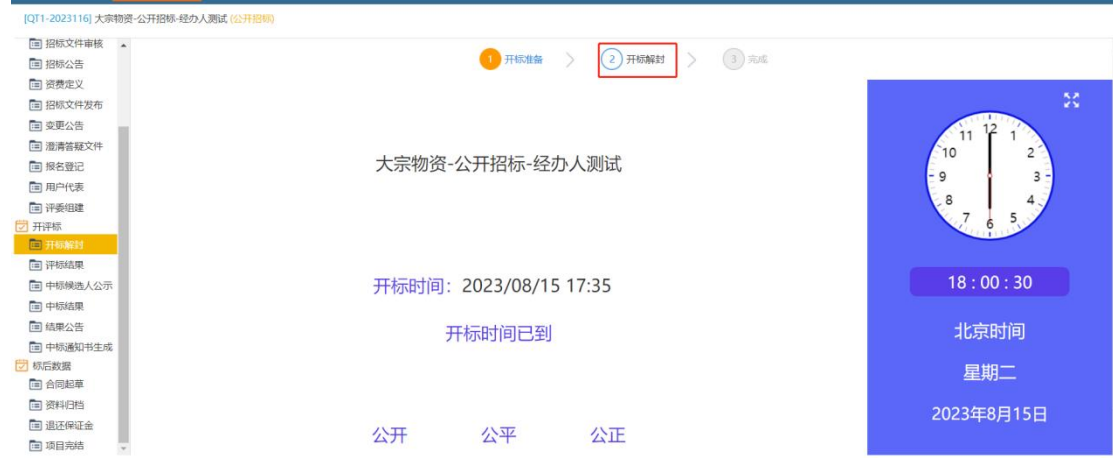 [QT1-2023116] 大宗物资-公开招标-经办人测试 (公开招标)
招标文件审核
招标公告
资费定义
招标文件发布
变更公告
澄清答疑文件
报名登记
用户代表
评委组建
开评标
开标解封
评标结果
中标候选人公示
中标结果
结果公告
中标通知书生成
标后数据
合同起草
资料归档
退还保证金
项目完结
1 开标准备
2 开标解封
3 完成
大宗物资-公开招标-经办人测试
开标时间：2023/08/15 17:35
开标时间已到
公开 公平 公正
12
11 1
10 2
9 3
8 4
7 5
6
18 : 00 : 30
北京时间
星期二
2023年8月15日